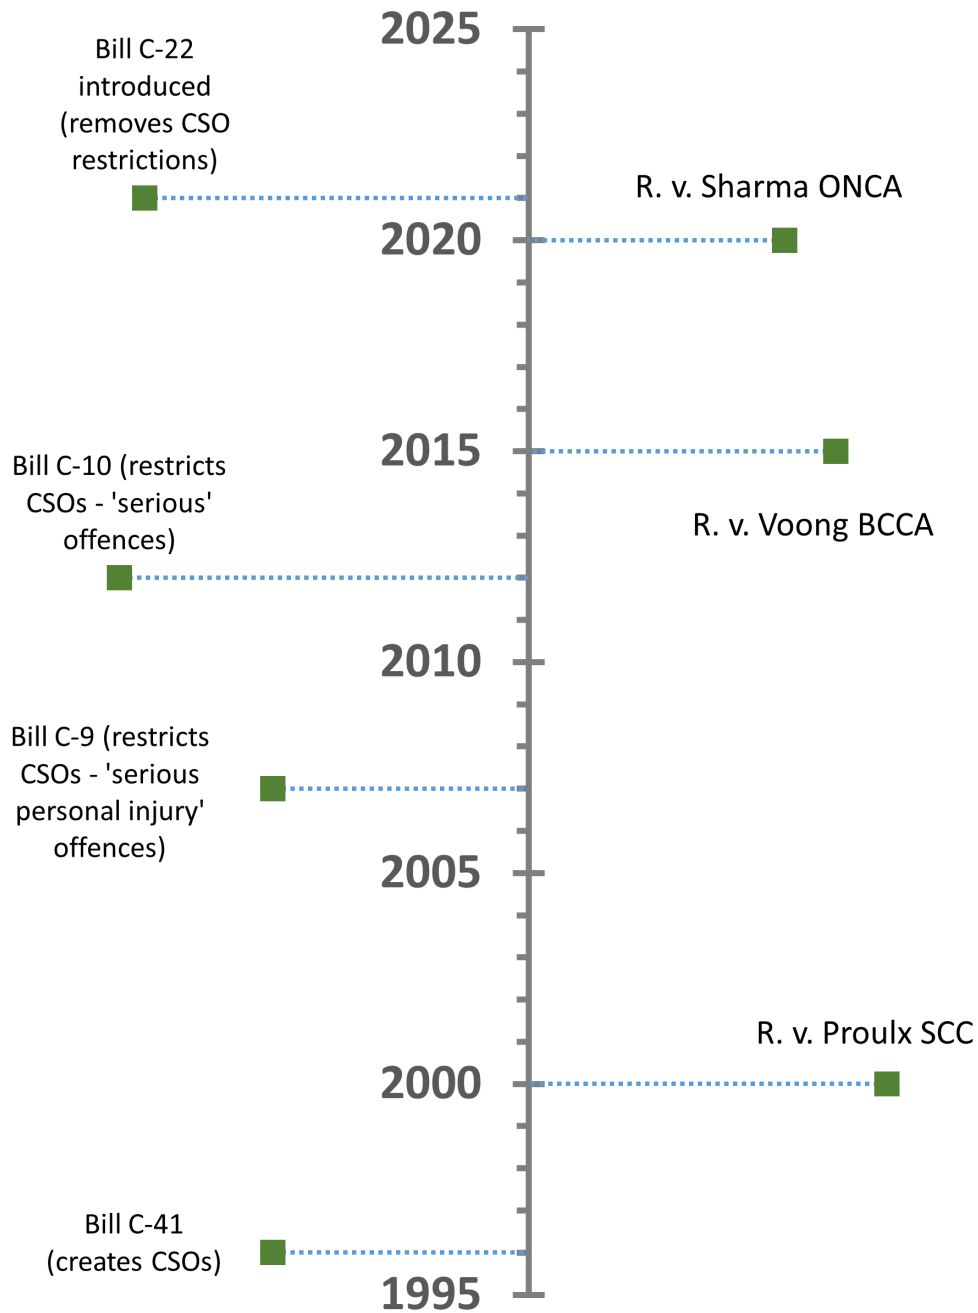 2025
Bill C-22
introduced
(removes CSO
restrictions)
R. v. Sharma ONCA
2020
2015
Bill C-10 (restricts
CSOs - 'serious'
offences)
R. v. Voong BCCA
2010
Bill C-9 (restricts
CSOs - 'serious
personal injury'
offences)
2005
R. v. Proulx SCC
2000
Bill C-41
(creates CSOs)
1995